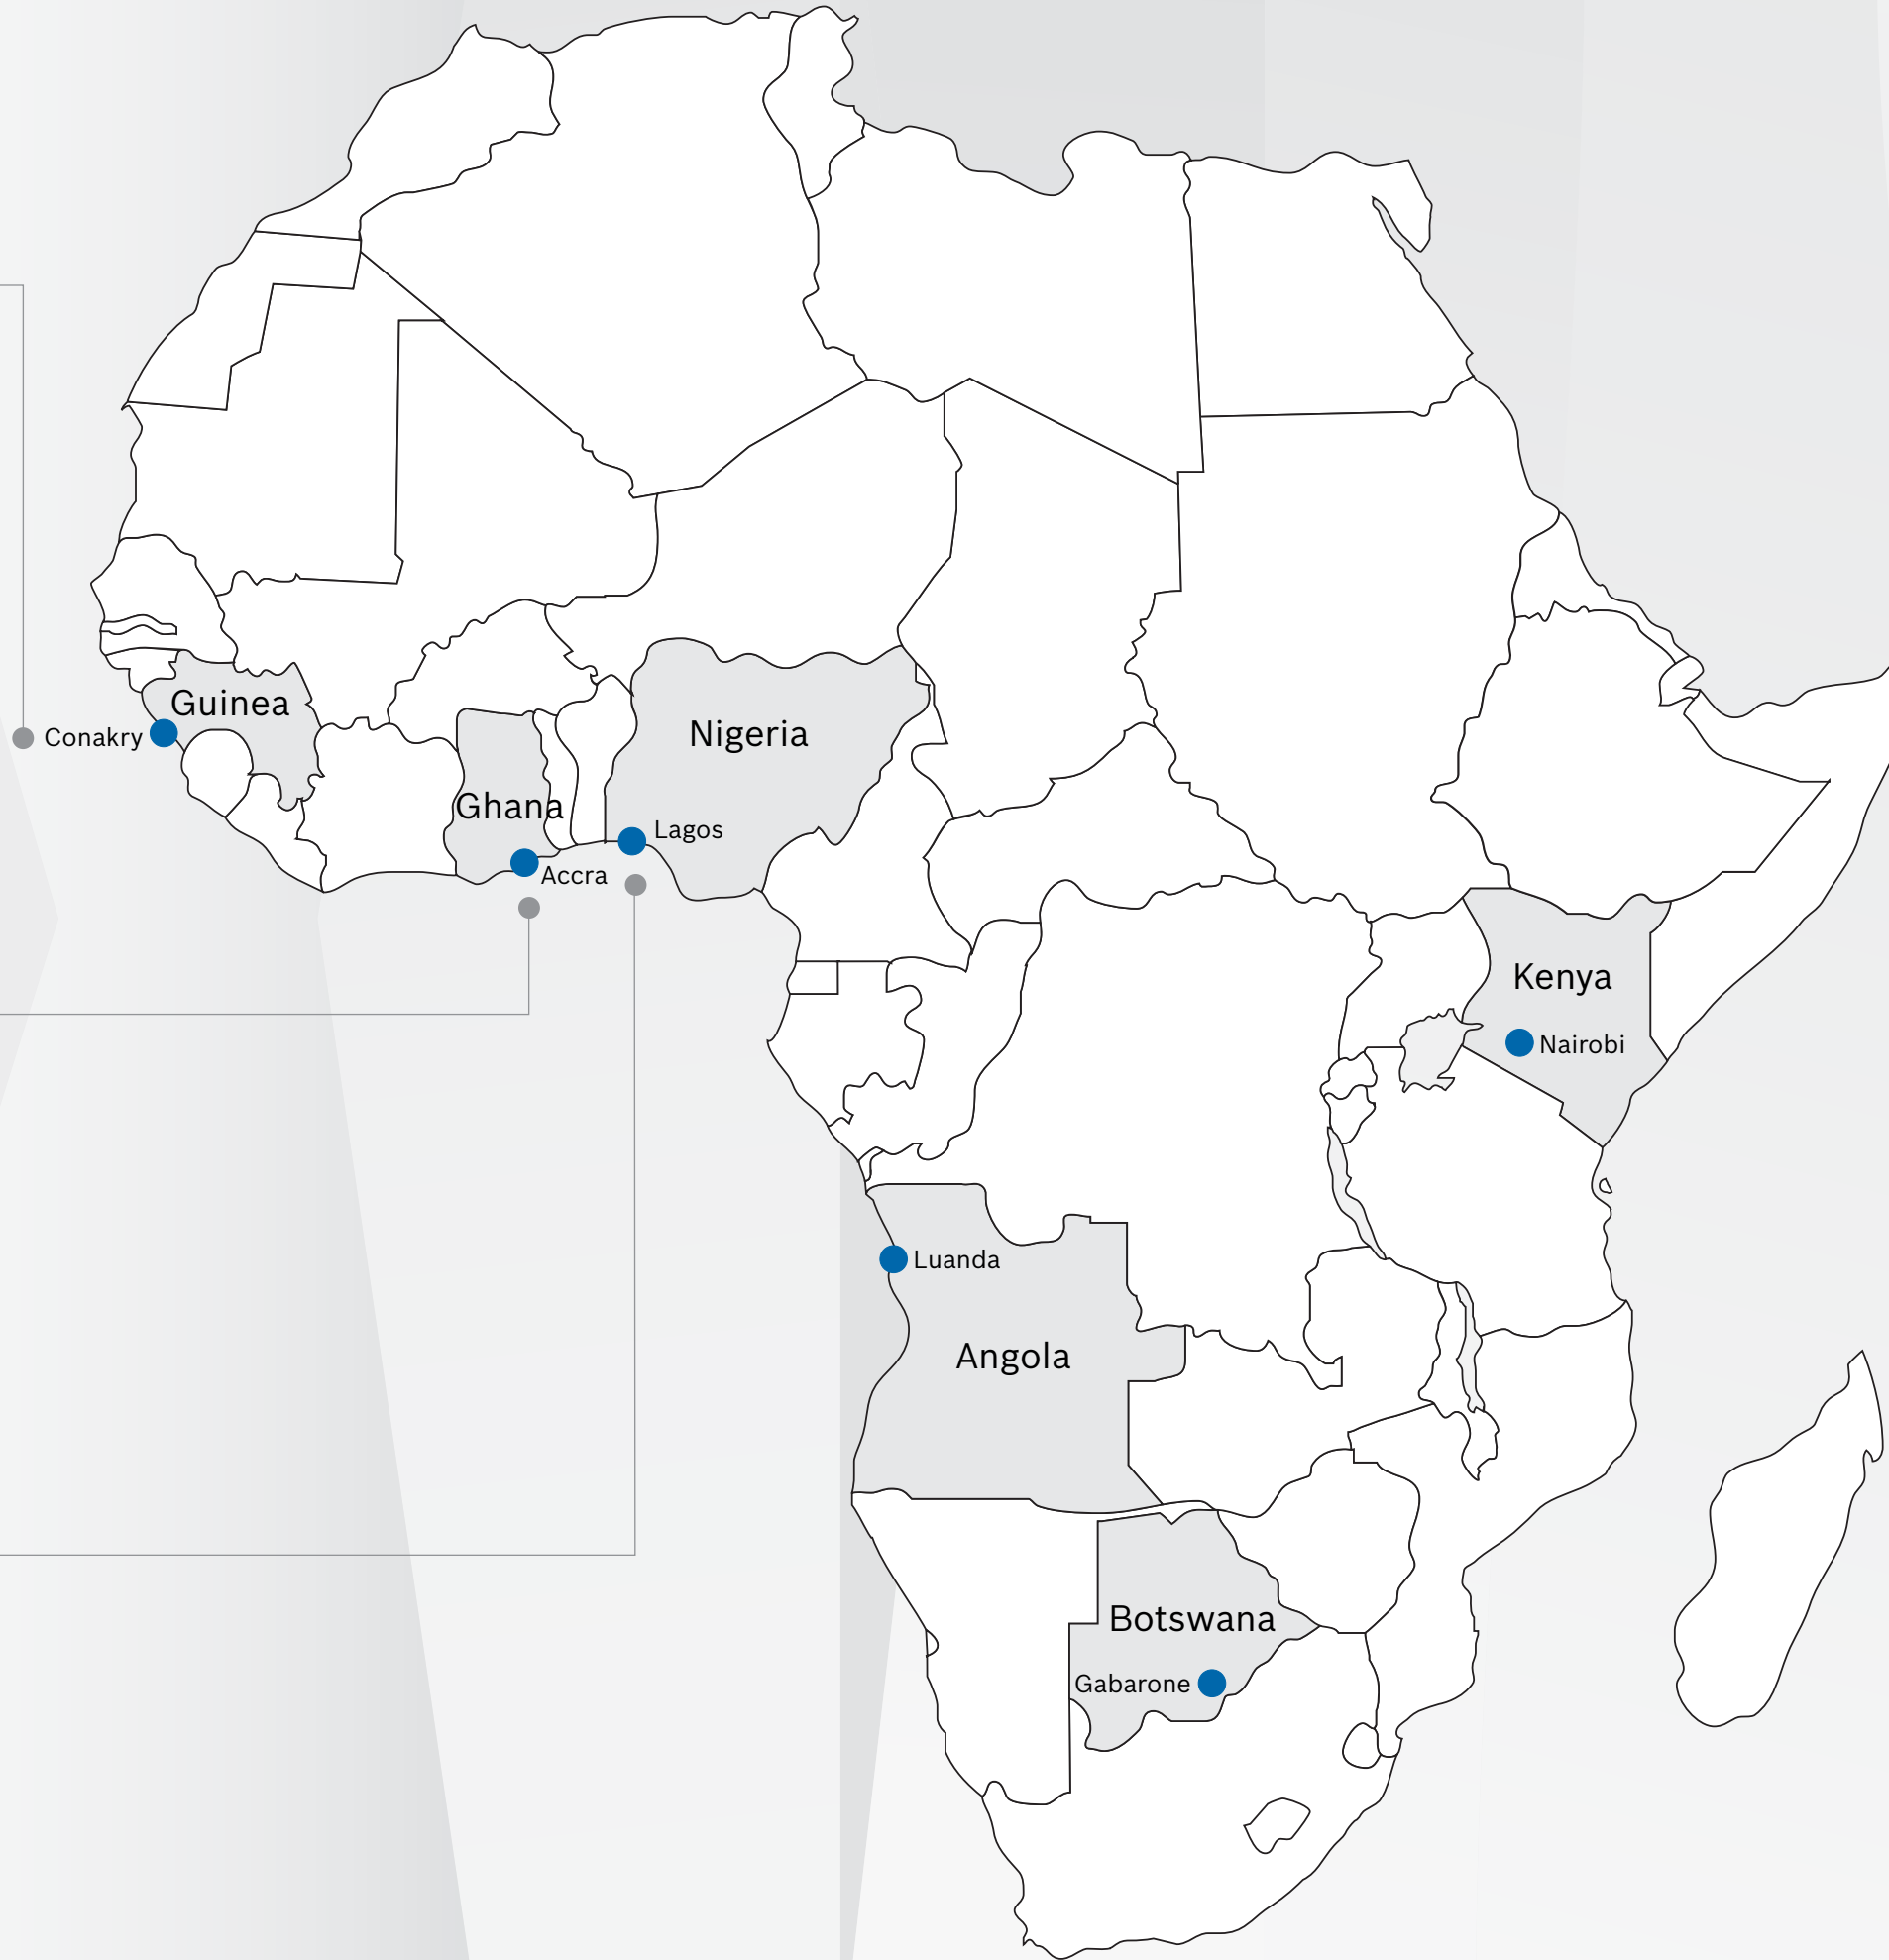 Guinea
Conakry
Nigeria
Ghana
Lagos
Accra
Kenya
Nairobi
Luanda
Angola
Botswana
Gabarone